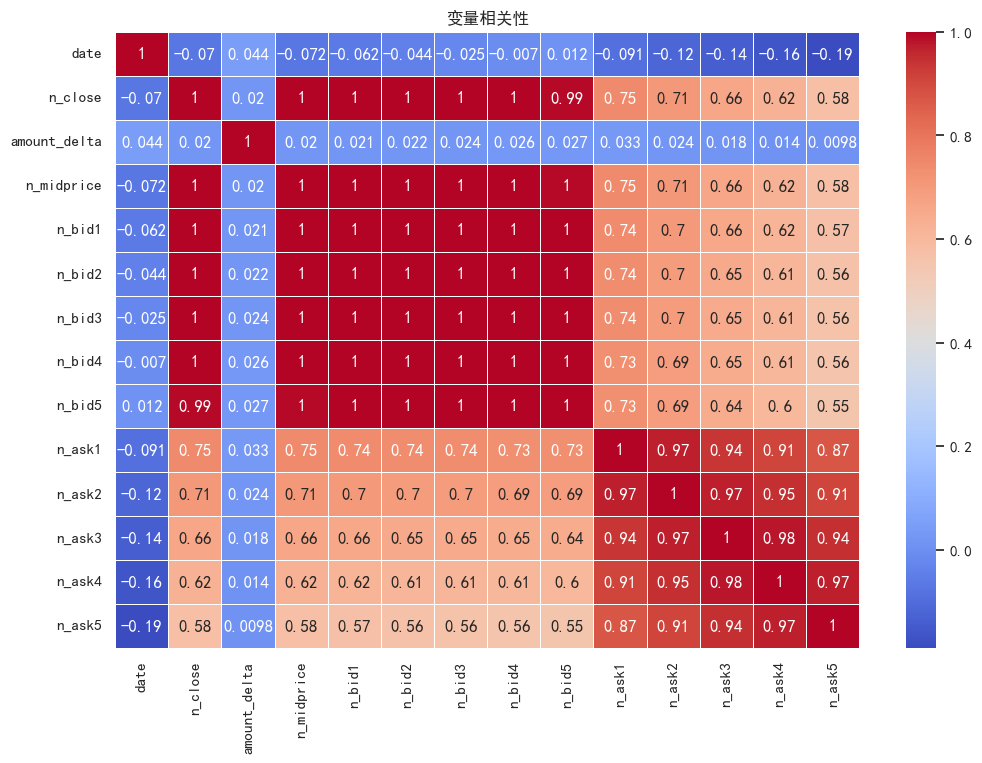 变量相关性
date 1 -0.07 0.044 -0.072 -0.062 -0.044 -0.025 -0.007 0.012 -0.091 -0.12 -0.14 -0.16 -0.19
n_close -0.07 1 0.02 1 1 1 1 1 0.99 0.75 0.71 0.66 0.62 0.58
amount_delta 0.044 0.02 1 0.02 0.021 0.022 0.024 0.026 0.027 0.033 0.024 0.018 0.014 0.0098
n_midprice -0.072 1 0.02 1 1 1 1 1 1 0.75 0.71 0.66 0.62 0.58
n_bid1 -0.062 1 0.021 1 1 1 1 1 1 0.74 0.7 0.66 0.62 0.57
n_bid2 -0.044 1 0.022 1 1 1 1 1 1 0.74 0.7 0.65 0.61 0.56
n_bid3 -0.025 1 0.024 1 1 1 1 1 1 0.74 0.7 0.65 0.61 0.56
n_bid4 -0.007 1 0.026 1 1 1 1 1 1 0.73 0.69 0.65 0.61 0.56
n_bid5 0.012 0.99 0.027 1 1 1 1 1 1 0.73 0.69 0.64 0.6 0.55
n_ask1 -0.091 0.75 0.033 0.75 0.74 0.74 0.74 0.73 0.73 1 0.97 0.94 0.91 0.87
n_ask2 -0.12 0.71 0.024 0.71 0.7 0.7 0.7 0.69 0.69 0.97 1 0.97 0.95 0.91
n_ask3 -0.14 0.66 0.018 0.66 0.66 0.65 0.65 0.65 0.64 0.94 0.97 1 0.98 0.94
n_ask4 -0.16 0.62 0.014 0.62 0.62 0.61 0.61 0.61 0.6 0.91 0.95 0.98 1 0.97
n_ask5 -0.19 0.58 0.0098 0.58 0.57 0.56 0.56 0.56 0.55 0.87 0.91 0.94 0.97 1
date n_close amount_delta n_midprice n_bid1 n_bid2 n_bid3 n_bid4 n_bid5 n_ask1 n_ask2 n_ask3 n_ask4 n_ask5
1.0
0.8
0.6
0.4
0.2
0.0